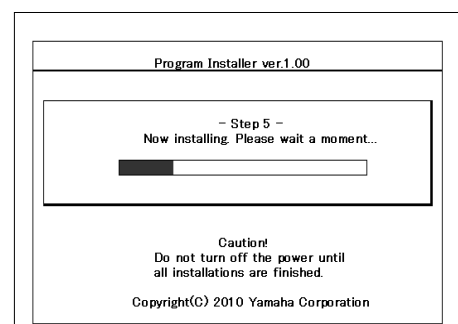 Program Installer ver.1.00
- Step 5 -
Now installing. Please wait a moment...
Caution!
Do not turn off the power until
all installations are finished.
Copyright(C) 2010 Yamaha Corporation